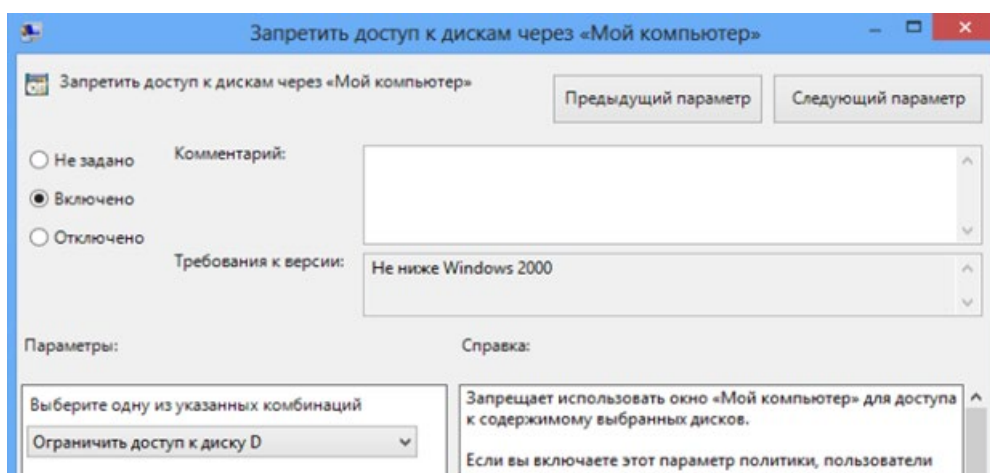 Запретить доступ к дискам через «Мой компьютер»
Запретить доступ к дискам через «Мой компьютер»
Предыдущий параметр
Следующий параметр
Не задано
Комментарий:
Включено
Отключено
Требования к версии:
Не ниже Windows 2000
Параметры:
Справка:
Выберите одну из указанных комбинаций
Ограничить доступ к диску D
Запрещает использовать окно «Мой компьютер» для доступа
к содержимому выбранных дисков.
Если вы включаете этот параметр политики, пользователи